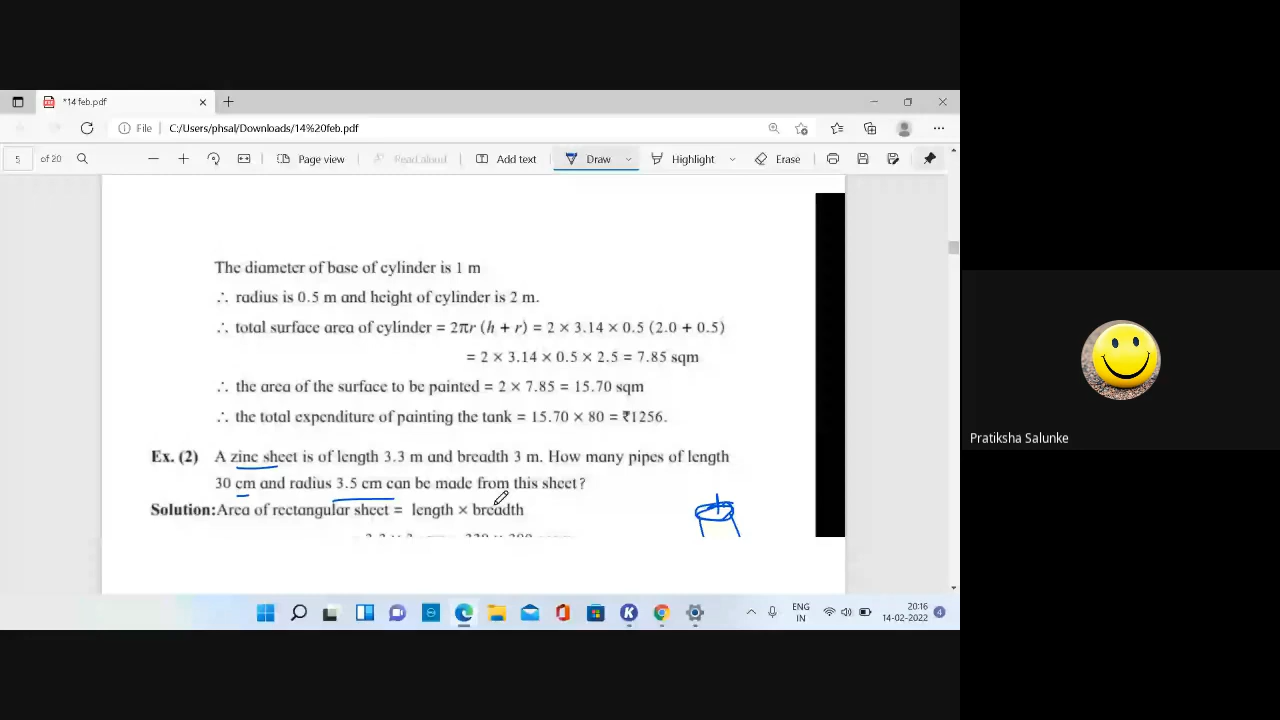 *14 feb.pdf
File
C:/Users/phsal/Downloads/14%20feb.pdf
5 of 20
Page view
Read aloud
Add text
Draw
Highlight
Erase
The diameter of base of cylinder is 1 m
∴ radius is 0.5 m and height of cylinder is 2 m.
∴ total surface area of cylinder = 2πr (h + r) = 2 × 3.14 × 0.5 (2.0 + 0.5)
= 2 × 3.14 × 0.5 × 2.5 = 7.85 sqm
∴ the area of the surface to be painted = 2 × 7.85 = 15.70 sqm
∴ the total expenditure of painting the tank = 15.70 × 80 = ₹1256.
Ex. (2) A zinc sheet is of length 3.3 m and breadth 3 m. How many pipes of length
30 cm and radius 3.5 cm can be made from this sheet?
Solution:Area of rectangular sheet = length × breadth
Pratiksha Salunke
ENG
IN
20:16
14-02-2022
4